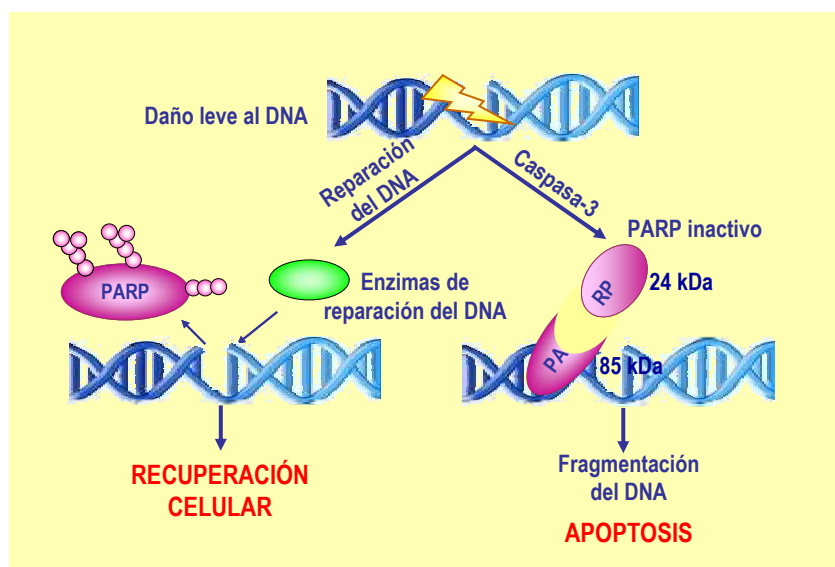 Daño leve al DNA
Reparación
del DNA
Caspasa-3
PARP inactivo
PARP
Enzimas de
reparación del DNA
RP
24 kDa
PA
85 kDa
RECUPERACIÓN
CELULAR
Fragmentación
del DNA
APOPTOSIS